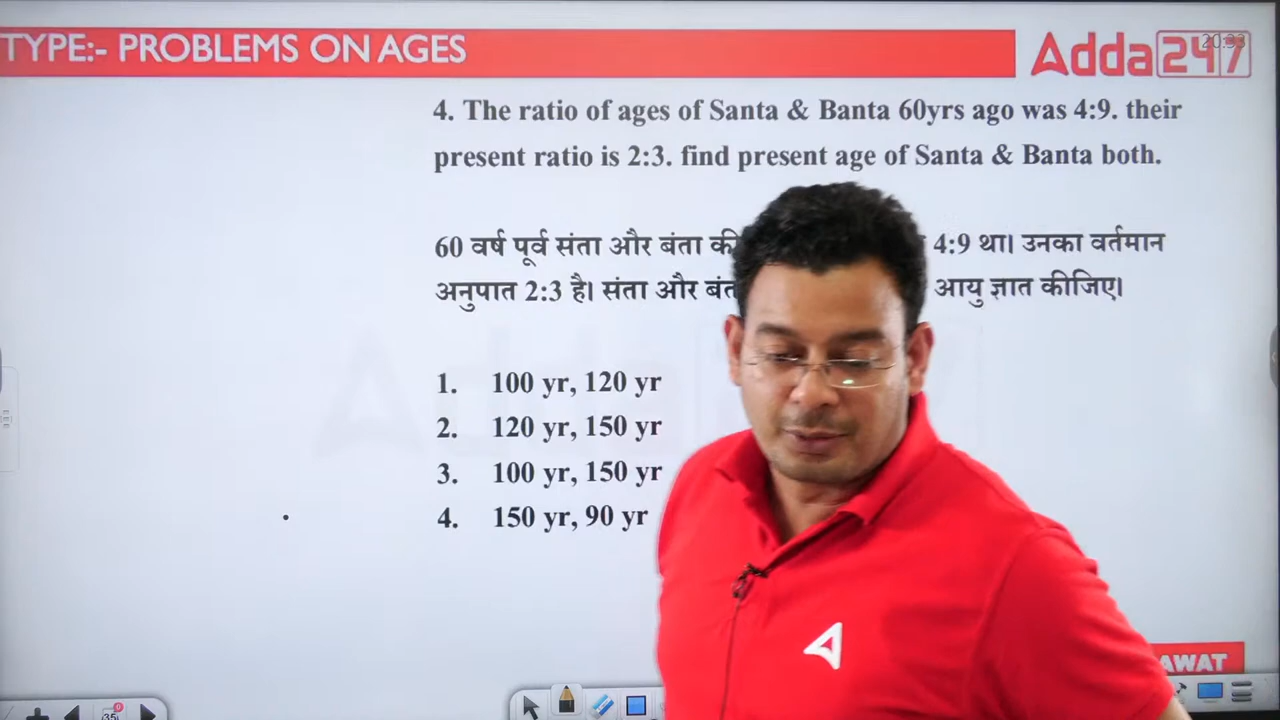 TYPE:- PROBLEMS ON AGES
Adda247
20:33
4. The ratio of ages of Santa & Banta 60yrs ago was 4:9. their
present ratio is 2:3. find present age of Santa & Banta both.
60 वर्ष पूर्व संता और बंता की 4:9 था। उनका वर्तमान
अनुपात 2:3 है। संता और बंत आयु ज्ञात कीजिए।
1. 100 yr, 120 yr
2. 120 yr, 150 yr
3. 100 yr, 150 yr
4. 150 yr, 90 yr
AWAT
35